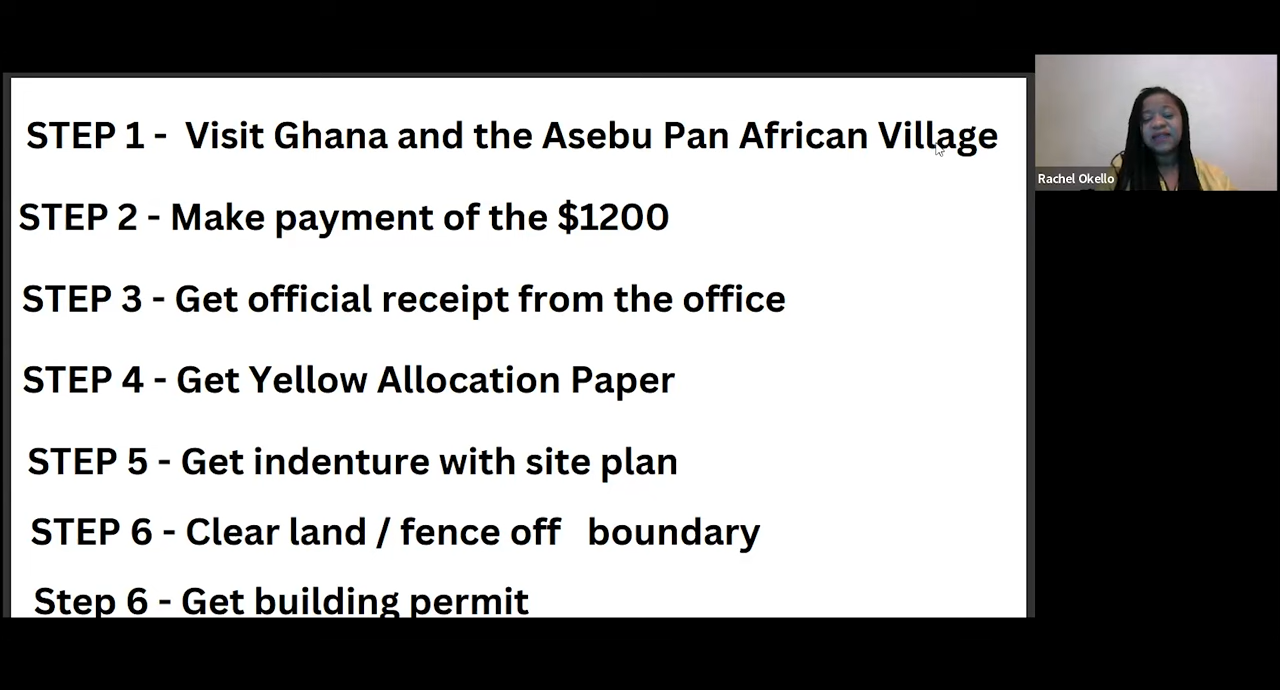 STEP 1 -  Visit Ghana and the Asebu Pan African Village
STEP 2 - Make payment of the $1200
STEP 3 - Get official receipt from the office
STEP 4 - Get Yellow Allocation Paper
STEP 5 - Get indenture with site plan
STEP 6 - Clear land / fence off   boundary
Step 6 - Get building permit
Rachel Okello